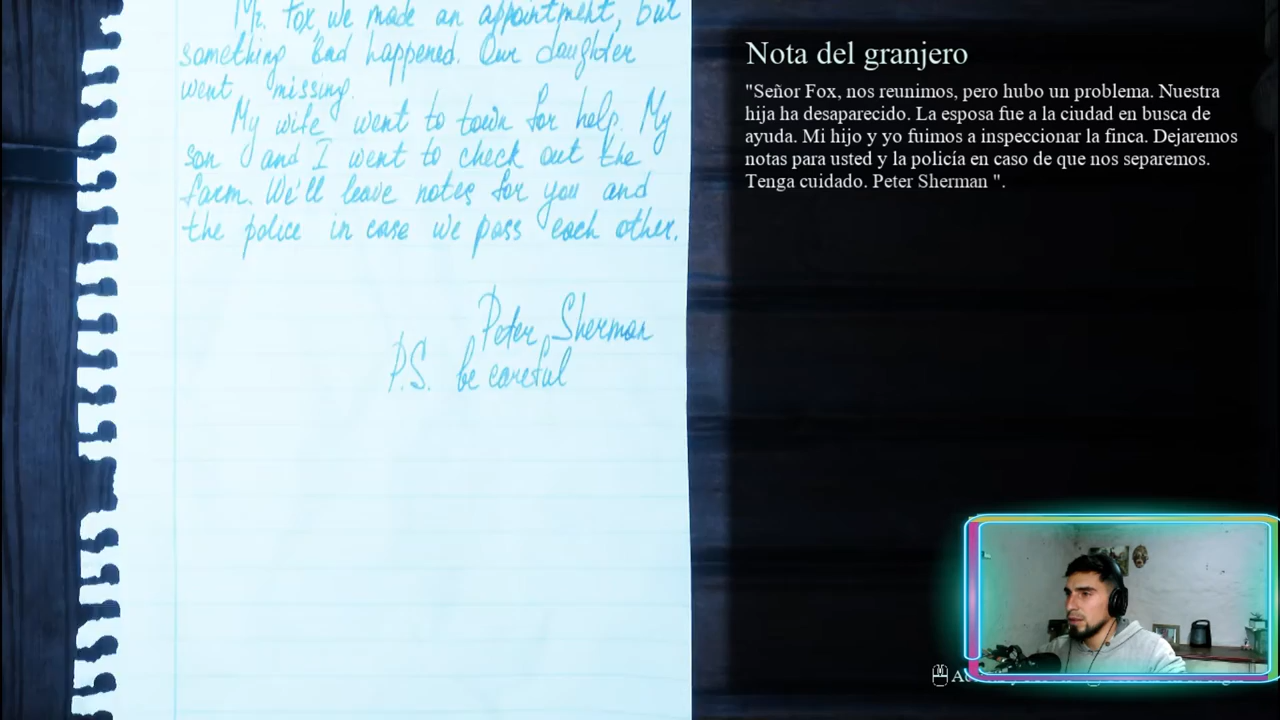 Mr. Fox, we made an appointment, but
something bad happened. Our daughter
went missing.
My wife went to town for help. My
son and I went to check out the
farm. We'll leave notes for you and
the police in case we pass each other.
Peter Sherman
P.S. be careful
Nota del granjero
"Señor Fox, nos reunimos, pero hubo un problema. Nuestra
hija ha desaparecido. La esposa fue a la ciudad en busca de
ayuda. Mi hijo y yo fuimos a inspeccionar la finca. Dejaremos
notas para usted y la policía en caso de que nos separemos.
Tenga cuidado. Peter Sherman ".